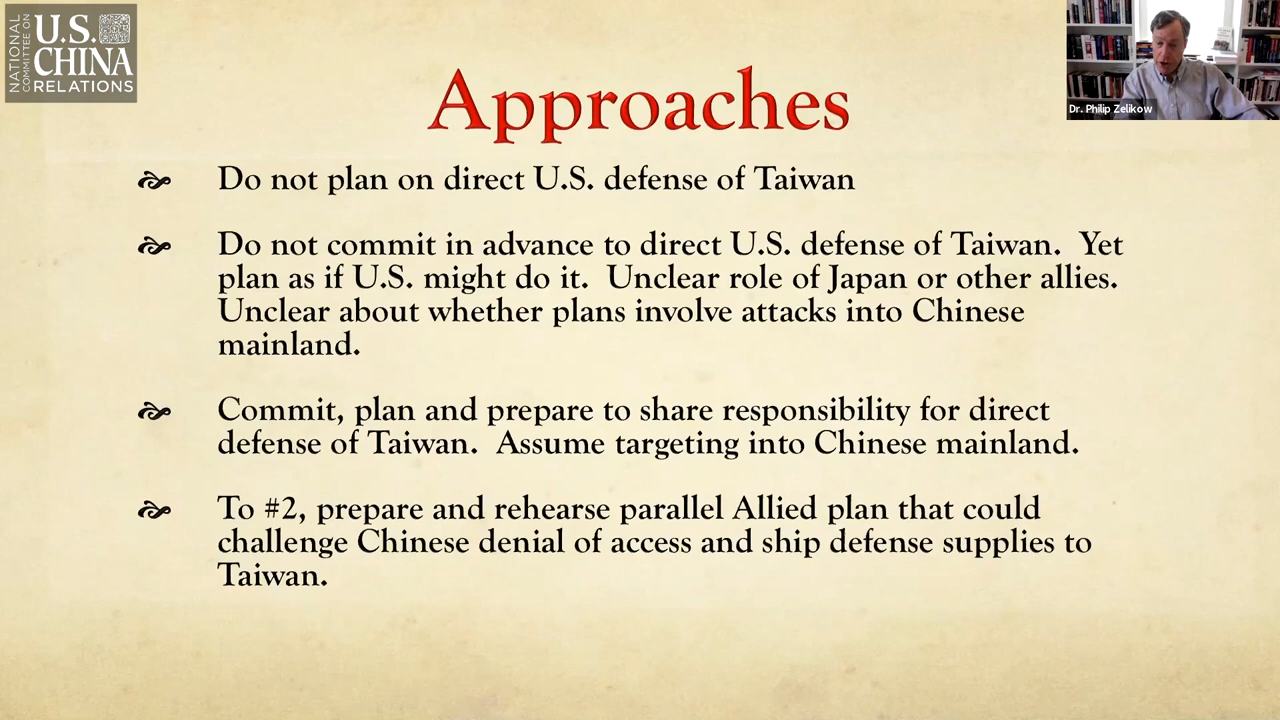 NATIONAL
COMMITTEE ON
U.S.
CHINA
RELATIONS
Dr. Philip Zelikow
Approaches
Do not plan on direct U.S. defense of Taiwan
Do not commit in advance to direct U.S. defense of Taiwan.  Yet
plan as if U.S. might do it.  Unclear role of Japan or other allies.
Unclear about whether plans involve attacks into Chinese
mainland.
Commit, plan and prepare to share responsibility for direct
defense of Taiwan.  Assume targeting into Chinese mainland.
To #2, prepare and rehearse parallel Allied plan that could
challenge Chinese denial of access and ship defense supplies to
Taiwan.